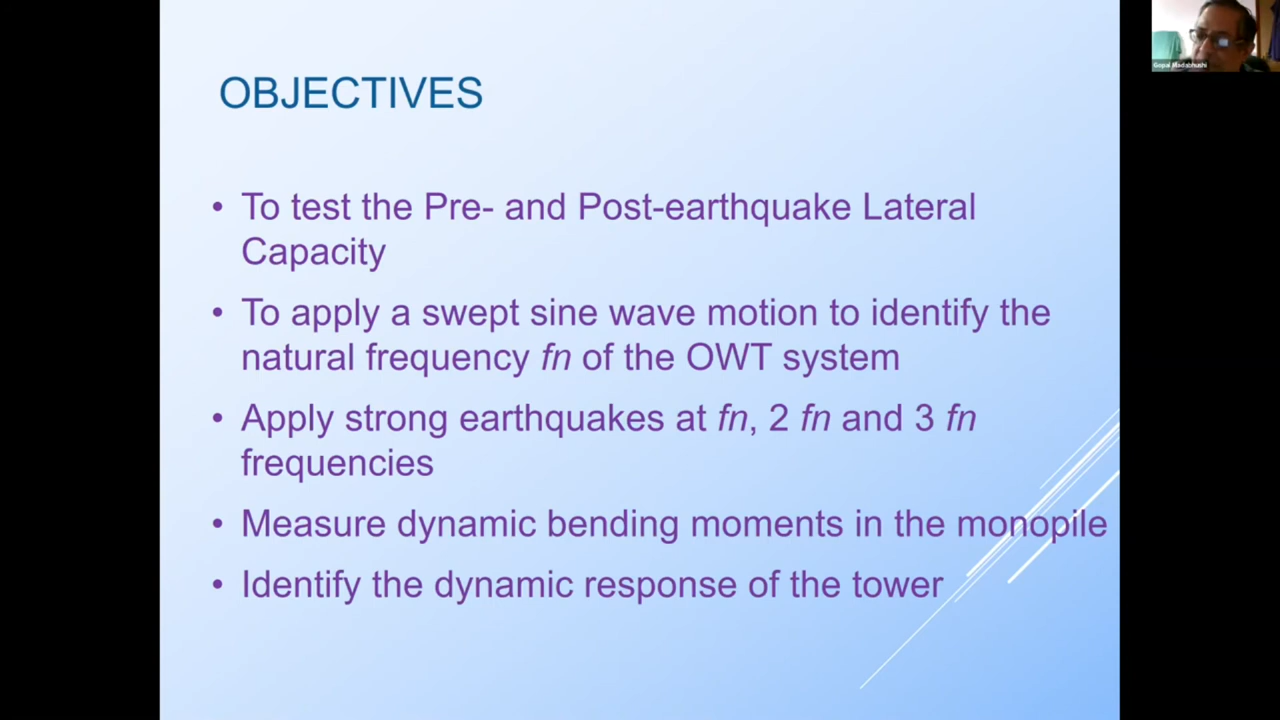 Gopal Madabhushi
OBJECTIVES
• To test the Pre- and Post-earthquake Lateral
Capacity
• To apply a swept sine wave motion to identify the
natural frequency fn of the OWT system
• Apply strong earthquakes at fn, 2 fn and 3 fn
frequencies
• Measure dynamic bending moments in the monopile
• Identify the dynamic response of the tower